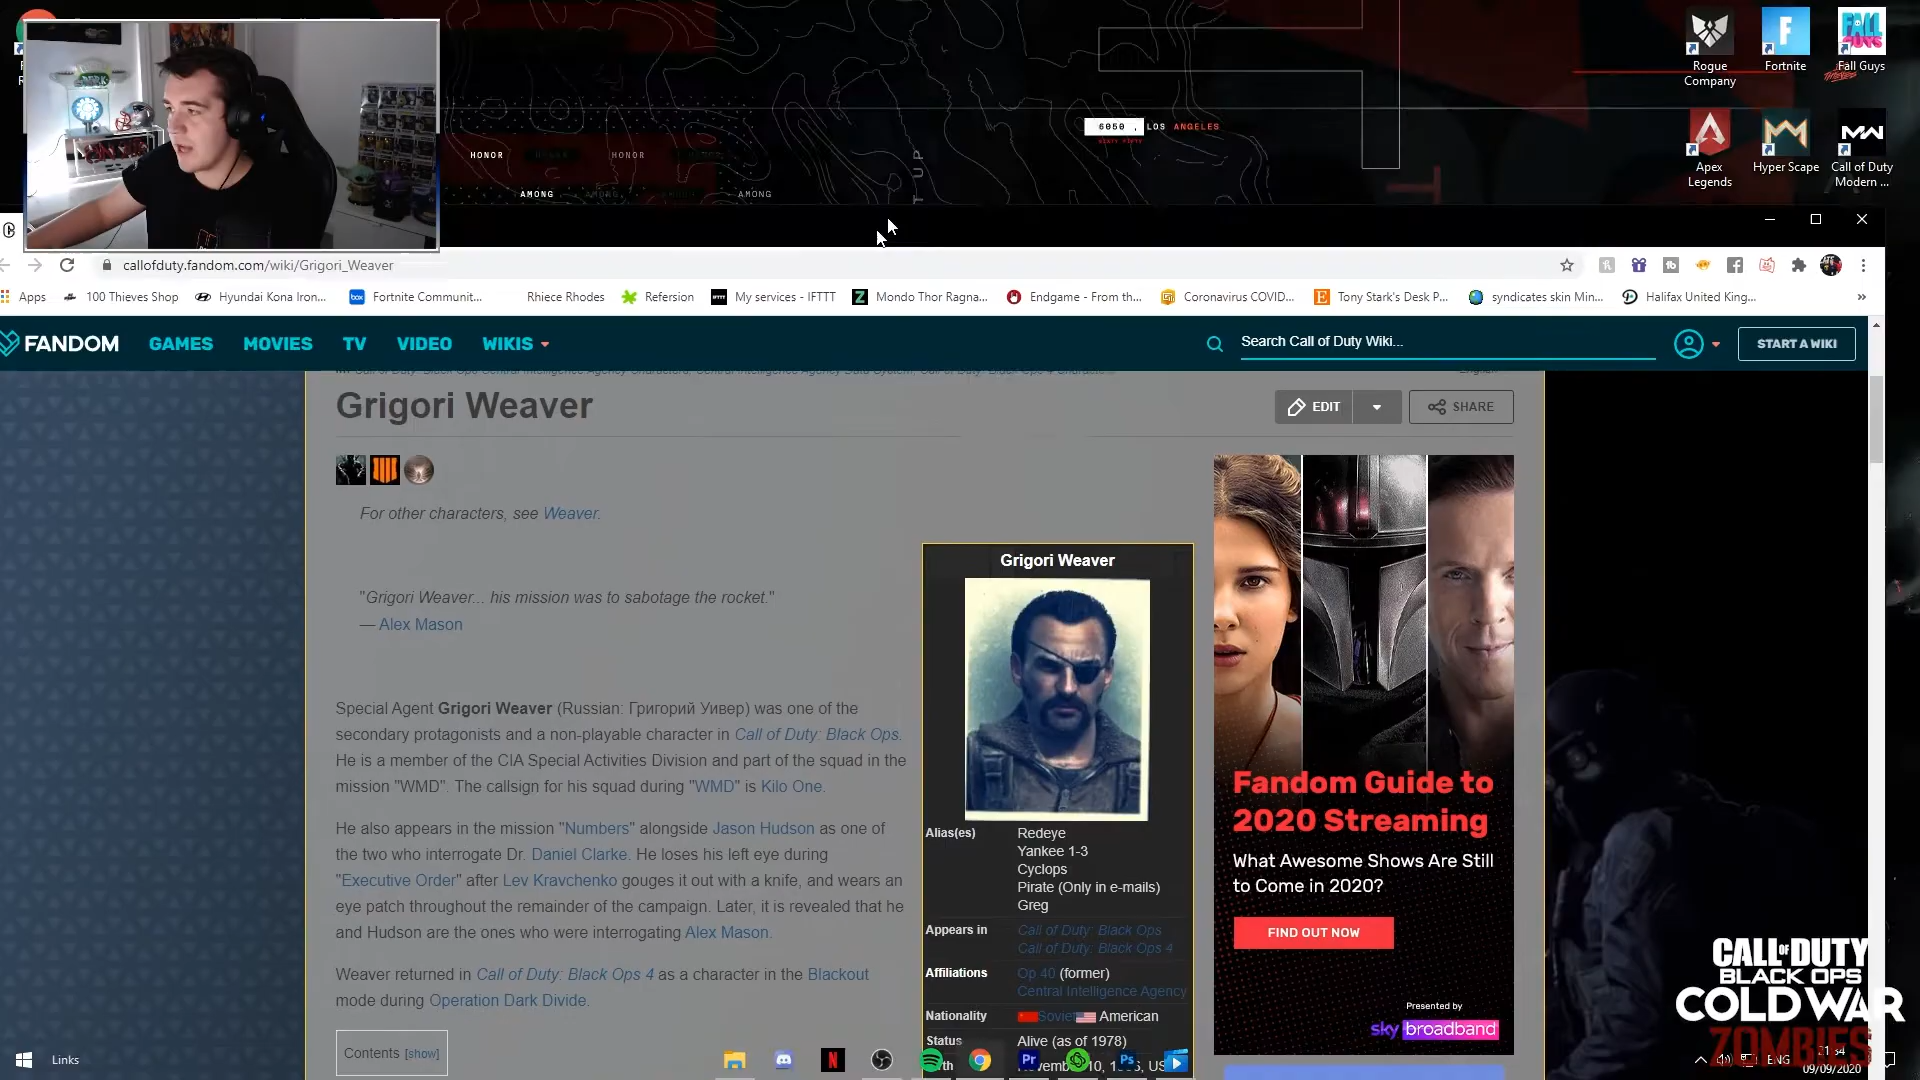 Rogue
Company
Fortnite
Fall Guys
Apex
Legends
Hyper Scape
Call of Duty
Modern ...
6050 , LOS ANGELES
HONOR
HONOR
AMONG
AMONG
callofduty.fandom.com/wiki/Grigori_Weaver
Apps
100 Thieves Shop
Hyundai Kona Iron...
Fortnite Communit...
Rhiece Rhodes
Refersion
My services - IFTTT
Mondo Thor Ragna...
Endgame - From th...
Coronavirus COVID...
Tony Stark's Desk P...
syndicates skin Min...
Halifax United King...
»
FANDOM
GAMES
MOVIES
TV
VIDEO
WIKIS
Search Call of Duty Wiki...
START A WIKI
Grigori Weaver
EDIT
SHARE
For other characters, see Weaver.
"Grigori Weaver... his mission was to sabotage the rocket."
— Alex Mason
Special Agent Grigori Weaver (Russian: Григорий Уивер) was one of the
secondary protagonists and a non-playable character in Call of Duty: Black Ops.
He is a member of the CIA Special Activities Division and part of the squad in the
mission "WMD". The callsign for his squad during "WMD" is Kilo One.
He also appears in the mission "Numbers" alongside Jason Hudson as one of
the two who interrogate Dr. Daniel Clarke. He loses his left eye during
"Executive Order" after Lev Kravchenko gouges it out with a knife, and wears an
eye patch throughout the remainder of the campaign. Later, it is revealed that he
and Hudson are the ones who were interrogating Alex Mason.
Weaver returned in Call of Duty: Black Ops 4 as a character in the Blackout
mode during Operation Dark Divide.
Contents [show]
Grigori Weaver
Alias(es)
Redeye
Yankee 1-3
Cyclops
Pirate (Only in e-mails)
Greg
Appears in
Call of Duty: Black Ops
Call of Duty: Black Ops 4
Affiliations
Op 40 (former)
Central Intelligence Agency
Nationality
Soviet American
Status
Alive (as of 1978)
Fandom Guide to
2020 Streaming
What Awesome Shows Are Still
to Come in 2020?
FIND OUT NOW
Presented by
sky broadband
CALL OF DUTY
BLACK OPS
COLD WAR
ZOMBIES
Links
Pr
Ps
ENG
09/09/2020